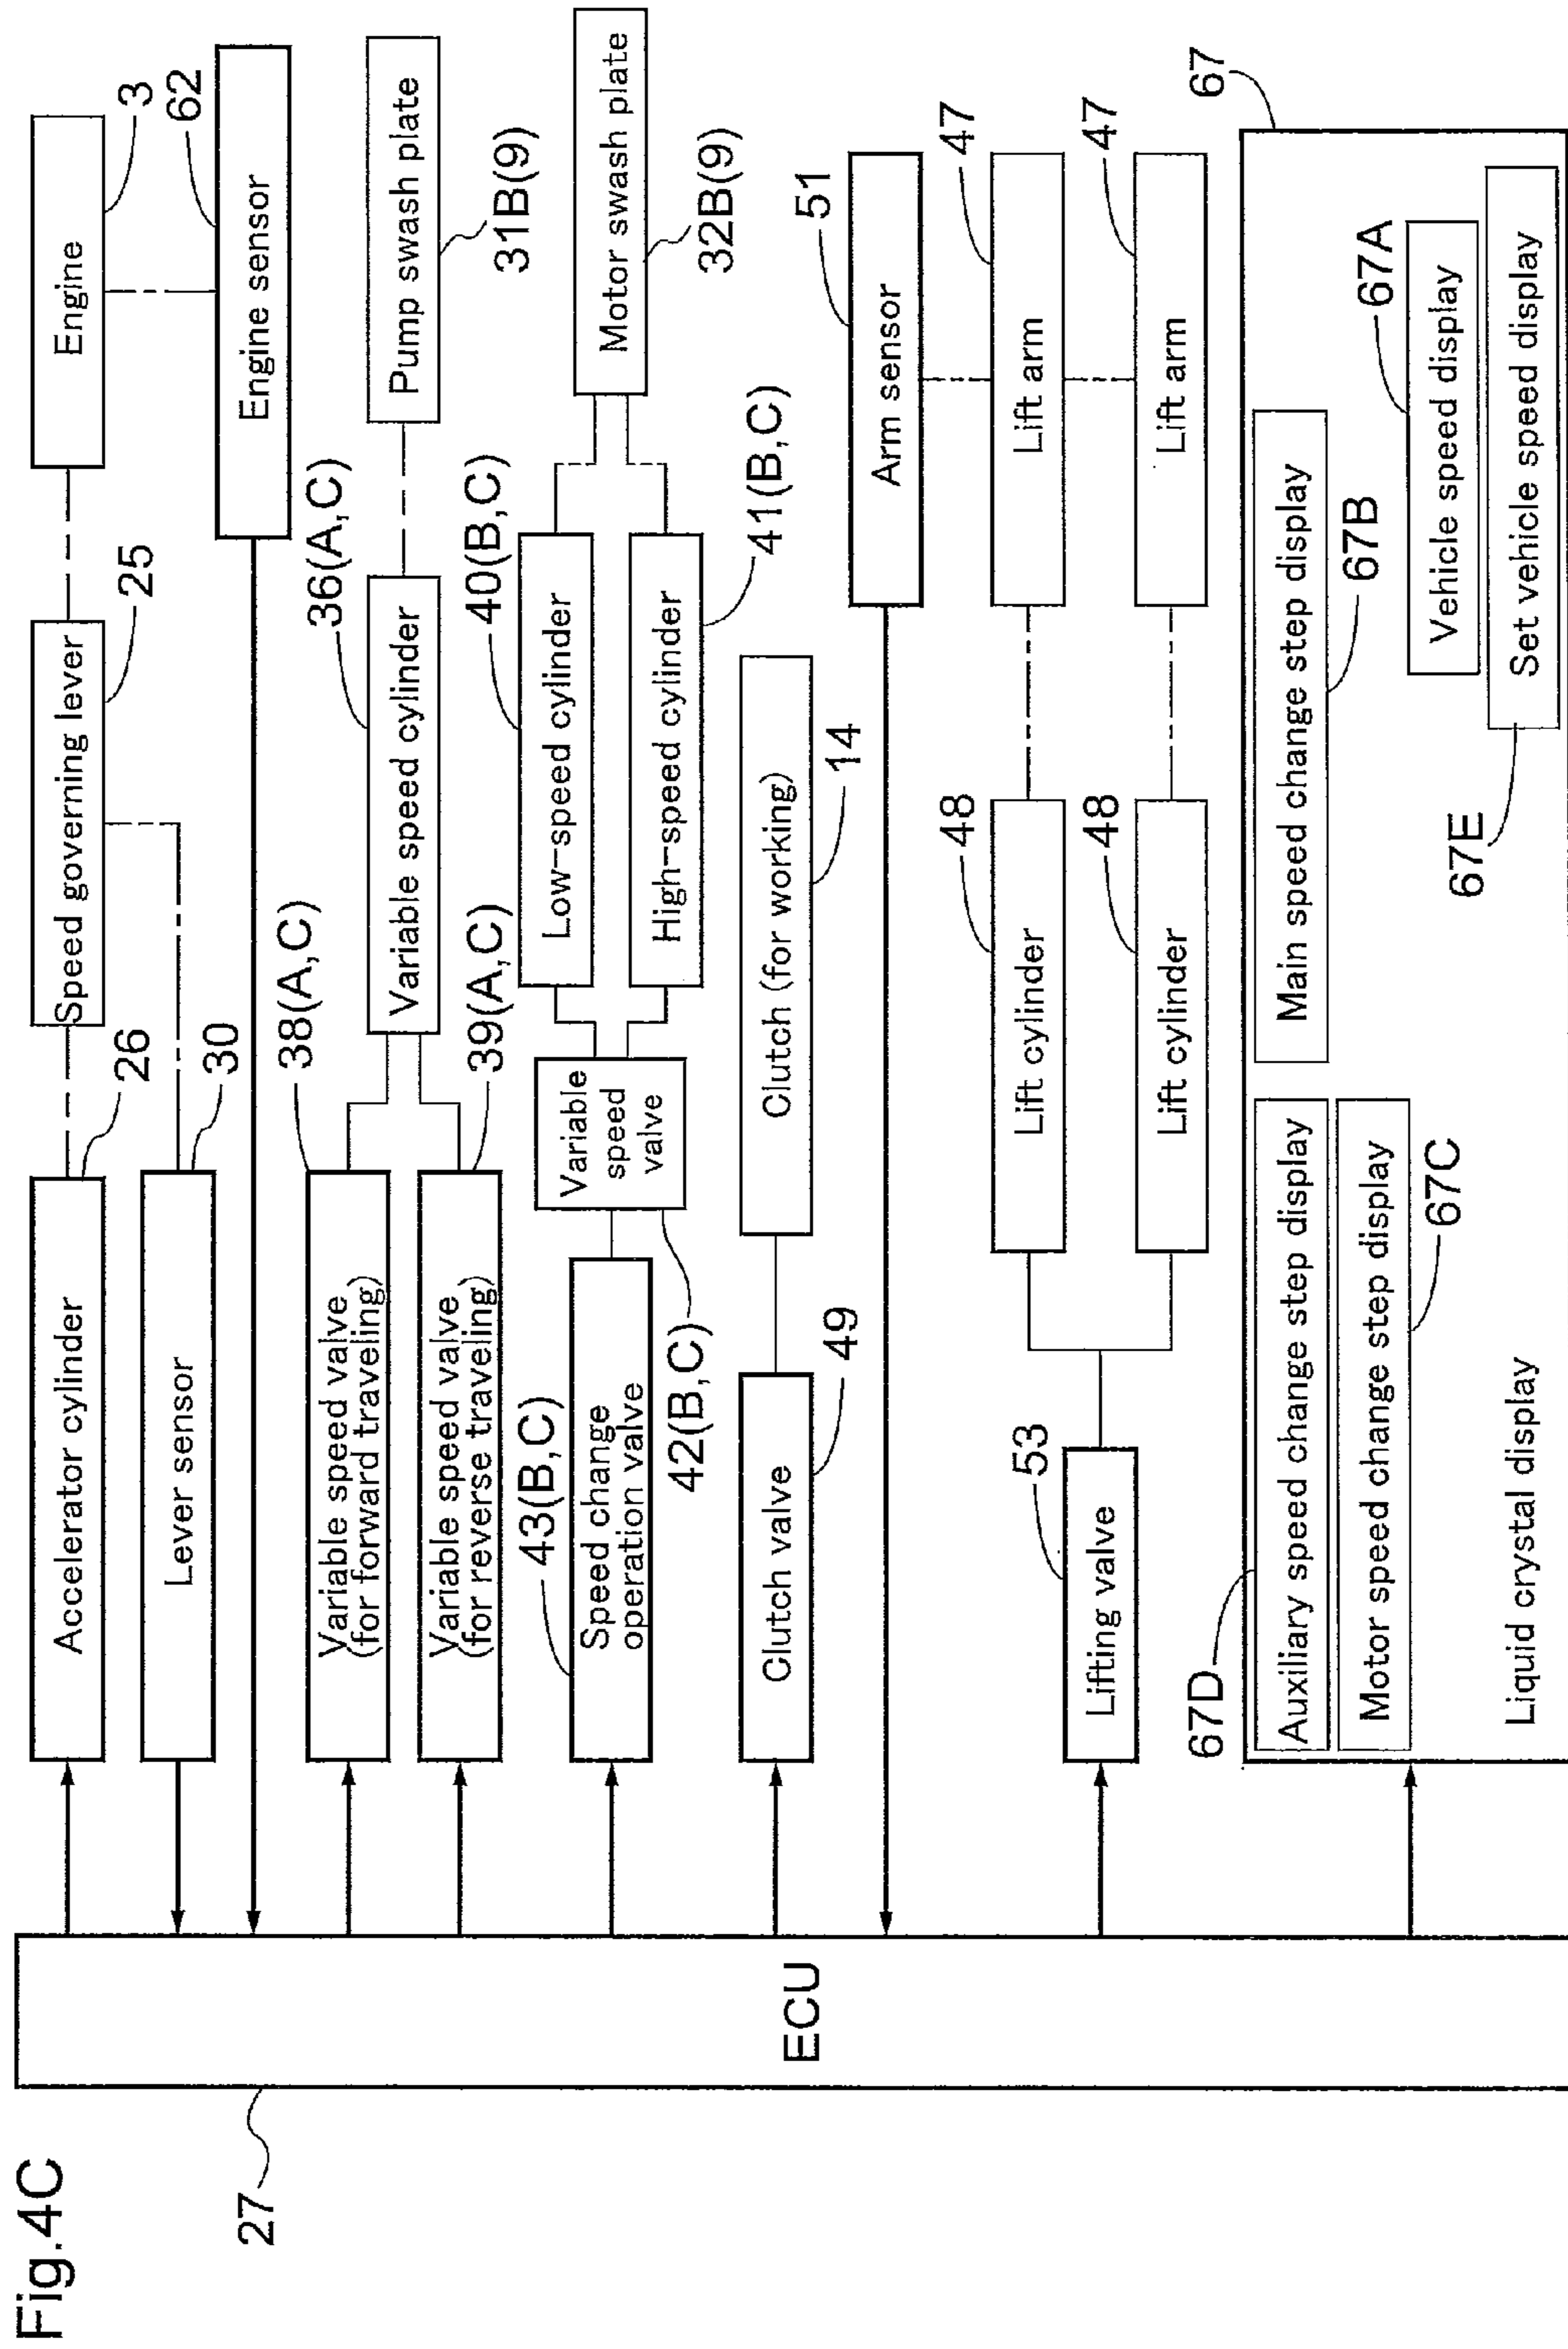 Fig.4C
27
ECU
Accelerator cylinder
26
Speed governing lever
25
Engine
3
Lever sensor
30
Engine sensor
62
Variable speed valve
(for forward traveling)
38(A,C)
Variable speed valve
(for reverse traveling)
39(A,C)
Variable speed cylinder
36(A,C)
Pump swash plate
31B(9)
Speed change
operation valve
43(B,C)
Variable
speed
valve
42(B,C)
Low-speed cylinder
40(B,C)
High-speed cylinder
41(B,C)
Motor swash plate
32B(9)
Clutch valve
49
Clutch (for working)
14
Arm sensor
51
Lifting valve
53
Lift cylinder
48
Lift arm
47
Lift cylinder
48
Lift arm
47
67
Auxiliary speed change step display
67D
Main speed change step display
67B
Motor speed change step display
67C
Vehicle speed display
67A
Set vehicle speed display
67E
Liquid crystal display